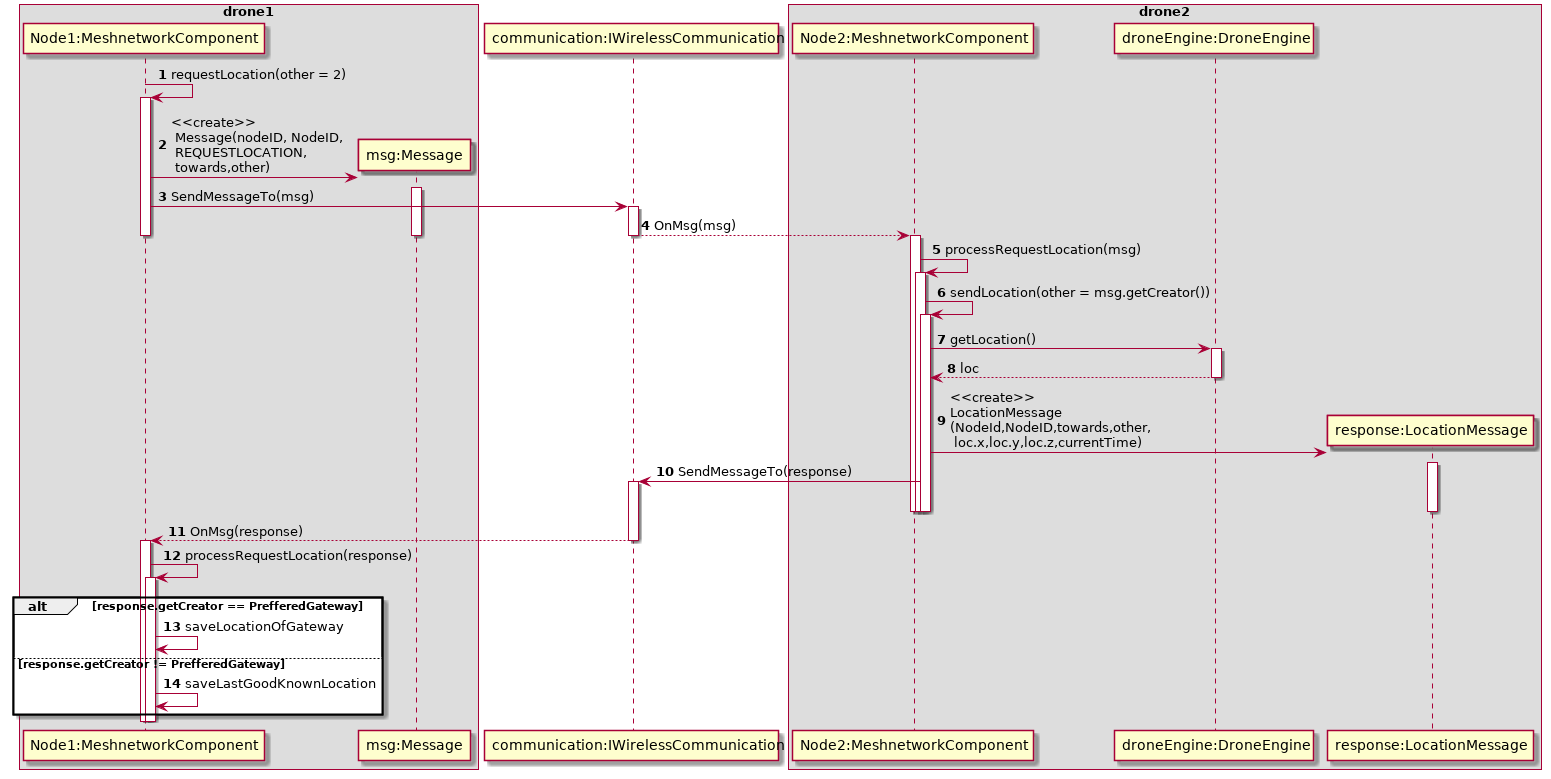 drone1
drone2
Node1:MeshnetworkComponent
communication:IWirelessCommunication
Node2:MeshnetworkComponent
droneEngine:DroneEngine
1 requestLocation(other = 2)
<<create>>
Message(nodeID, NodeID,
2
REQUESTLOCATION,
towards,other)
msg:Message
3 SendMessageTo(msg)
4 OnMsg(msg)
5 processRequestLocation(msg)
6 sendLocation(other = msg.getCreator())
7 getLocation()
8 loc
<<create>>
LocationMessage
9
(NodeId,NodeID,towards,other,
loc.x,loc.y,loc.z,currentTime)
response:LocationMessage
10 SendMessageTo(response)
11 OnMsg(response)
12 processRequestLocation(response)
alt [response.getCreator == PrefferedGateway]
13 saveLocationOfGateway
[response.getCreator != PrefferedGateway]
14 saveLastGoodKnownLocation
Node1:MeshnetworkComponent
msg:Message
communication:IWirelessCommunication
Node2:MeshnetworkComponent
droneEngine:DroneEngine
response:LocationMessage